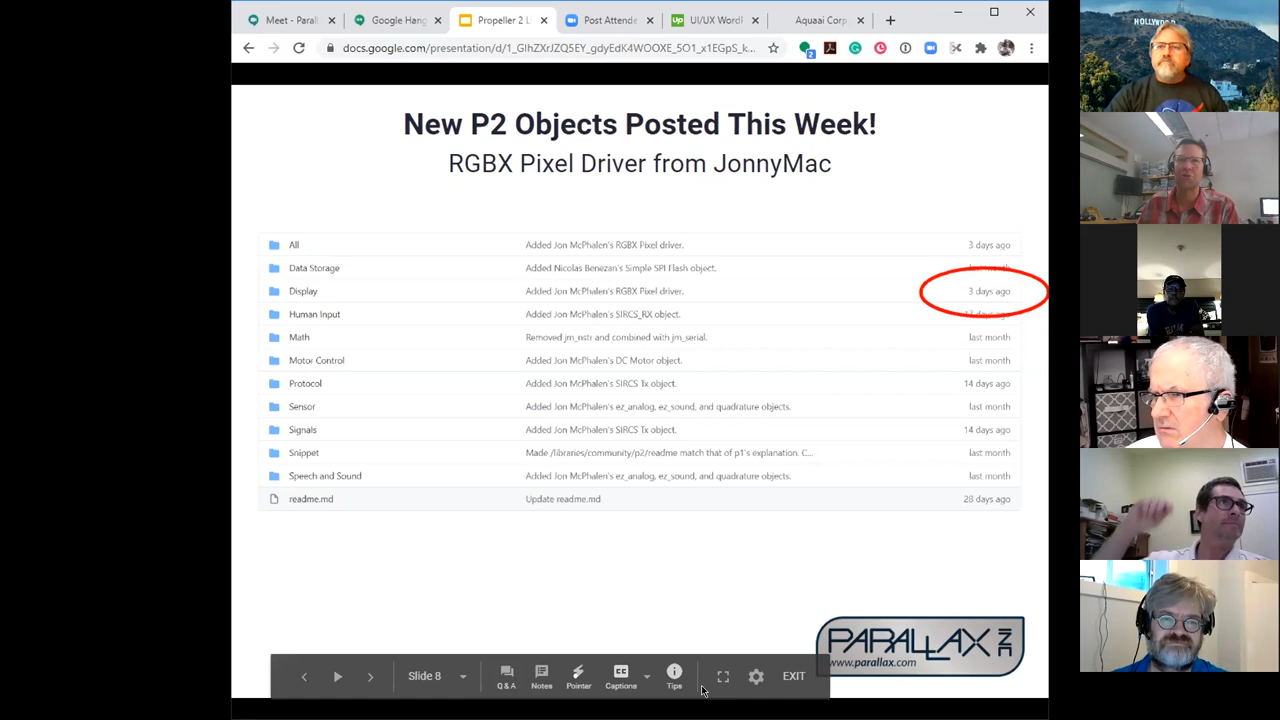 Meet - Parall
Google Hang
Propeller 2 L
Post Attende
UI/UX WordP
Aquaai Corp
docs.google.com/presentation/d/1_GlhZXrJZQ5EY_gdyEdK4WOOXE_5O1_x1EGpS_k...
New P2 Objects Posted This Week!
RGBX Pixel Driver from JonnyMac
All Added Jon McPhalen's RGBX Pixel driver. 3 days ago
Data Storage Added Nicolas Benezan's Simple SPI Flash object. last month
Display Added Jon McPhalen's RGBX Pixel driver. 3 days ago
Human Input Added Jon McPhalen's SIRCS_RX object. days ago
Math Removed jm_nstr and combined with jm_serial. last month
Motor Control Added Jon McPhalen's DC Motor object. last month
Protocol Added Jon McPhalen's SIRCS Tx object. 14 days ago
Sensor Added Jon McPhalen's ez_analog, ez_sound, and quadrature objects. last month
Signals Added Jon McPhalen's SIRCS Tx object. 14 days ago
Snippet Made /libraries/community/p2/readme match that of p1's explanation. C... last month
Speech and Sound Added Jon McPhalen's ez_analog, ez_sound, and quadrature objects. last month
readme.md Update readme.md 28 days ago
PARALLAX INC
www.parallax.com
Slide 8
Q & A
Notes
Pointer
Captions
Tips
EXIT
HOLLYWOOD